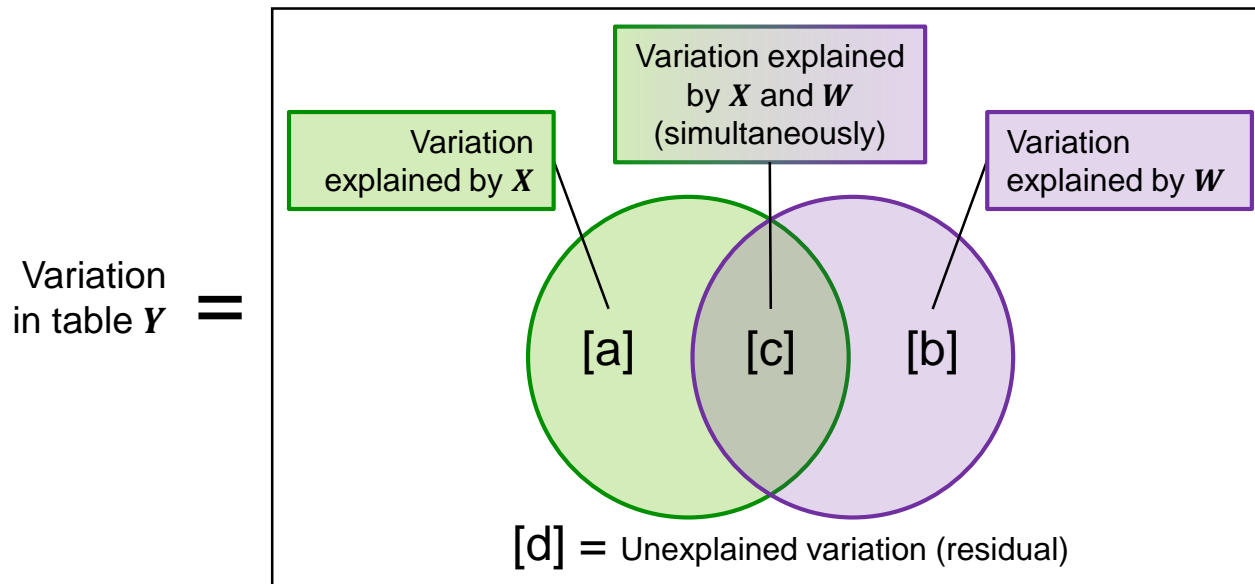 Variation explained
by X and W
(simultaneously)
Variation
explained by X
Variation
explained by W
Variation
in table Y =
[a]
[c]
[b]
[d] = Unexplained variation (residual)